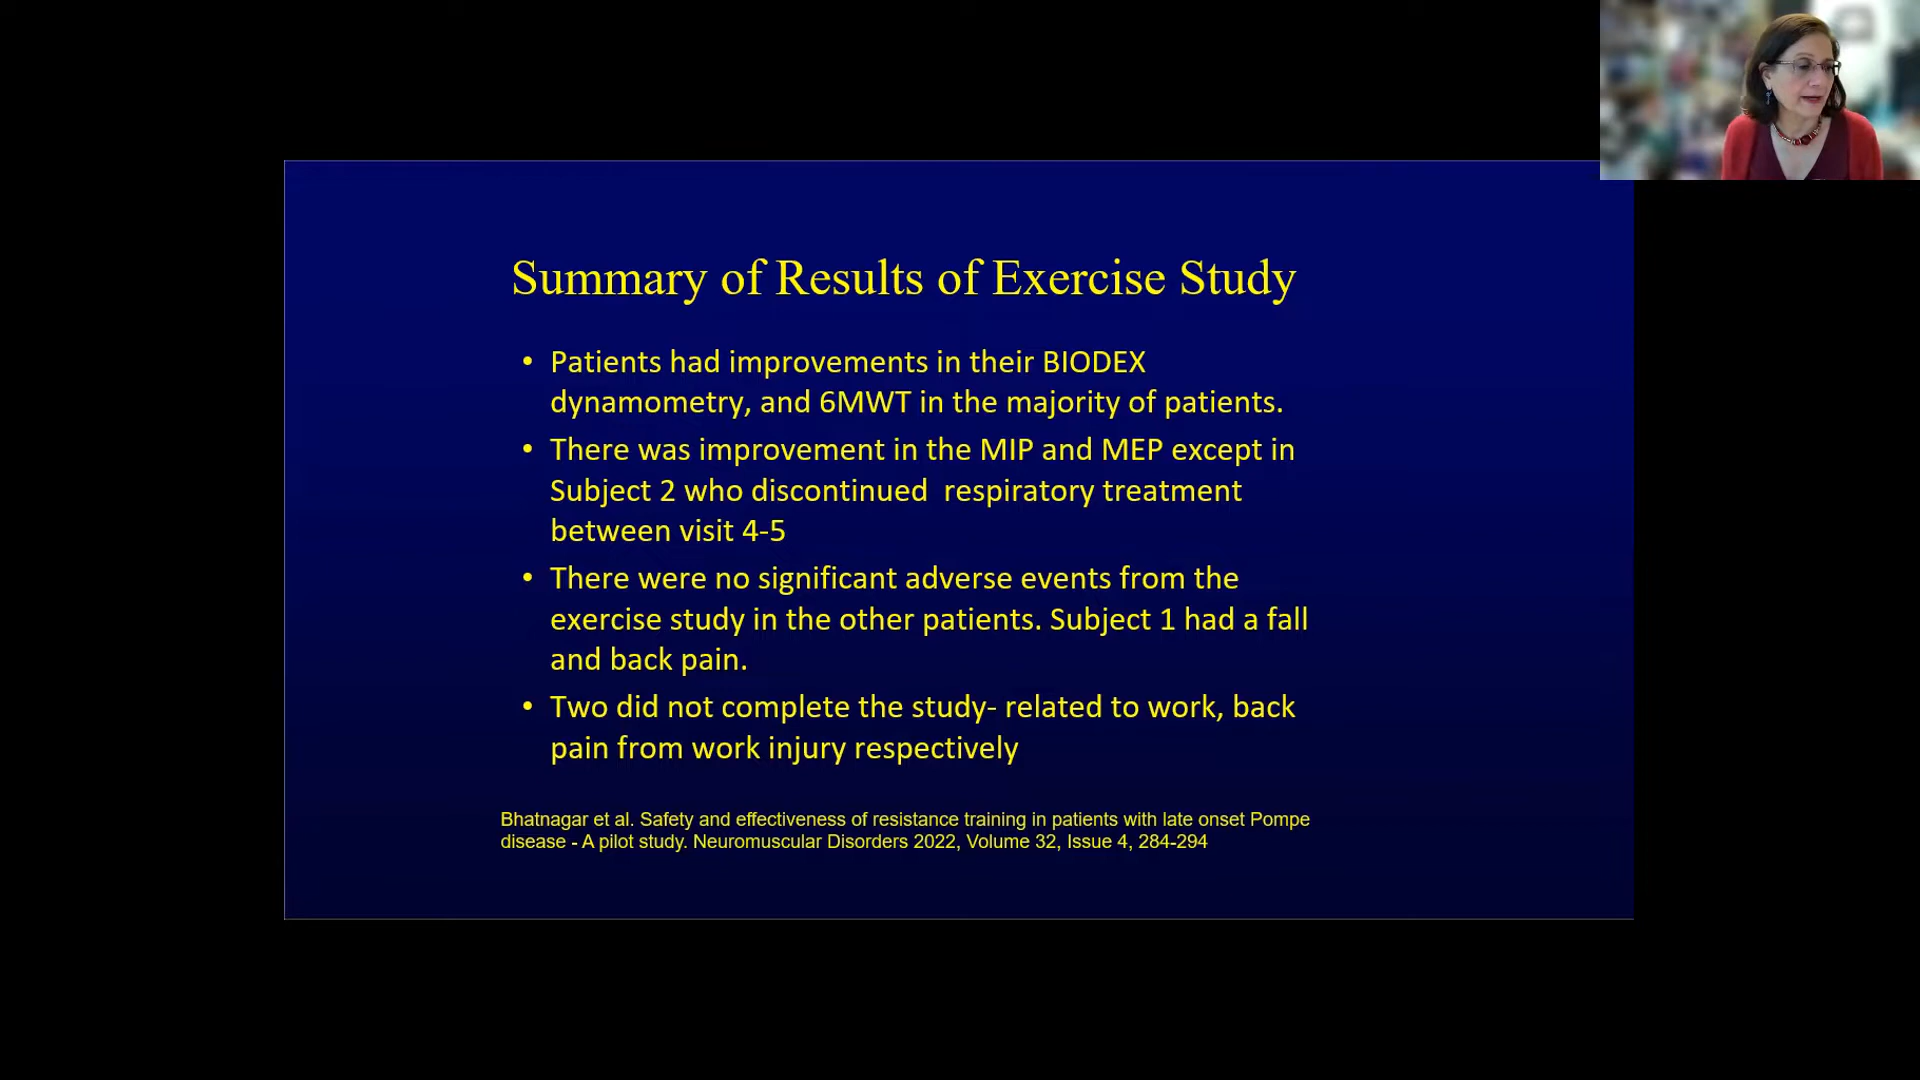 Summary of Results of Exercise Study
• Patients had improvements in their BIODEX
dynamometry, and 6MWT in the majority of patients.
• There was improvement in the MIP and MEP except in
Subject 2 who discontinued  respiratory treatment
between visit 4-5
• There were no significant adverse events from the
exercise study in the other patients. Subject 1 had a fall
and back pain.
• Two did not complete the study- related to work, back
pain from work injury respectively
Bhatnagar et al. Safety and effectiveness of resistance training in patients with late onset Pompe
disease - A pilot study. Neuromuscular Disorders 2022, Volume 32, Issue 4, 284-294